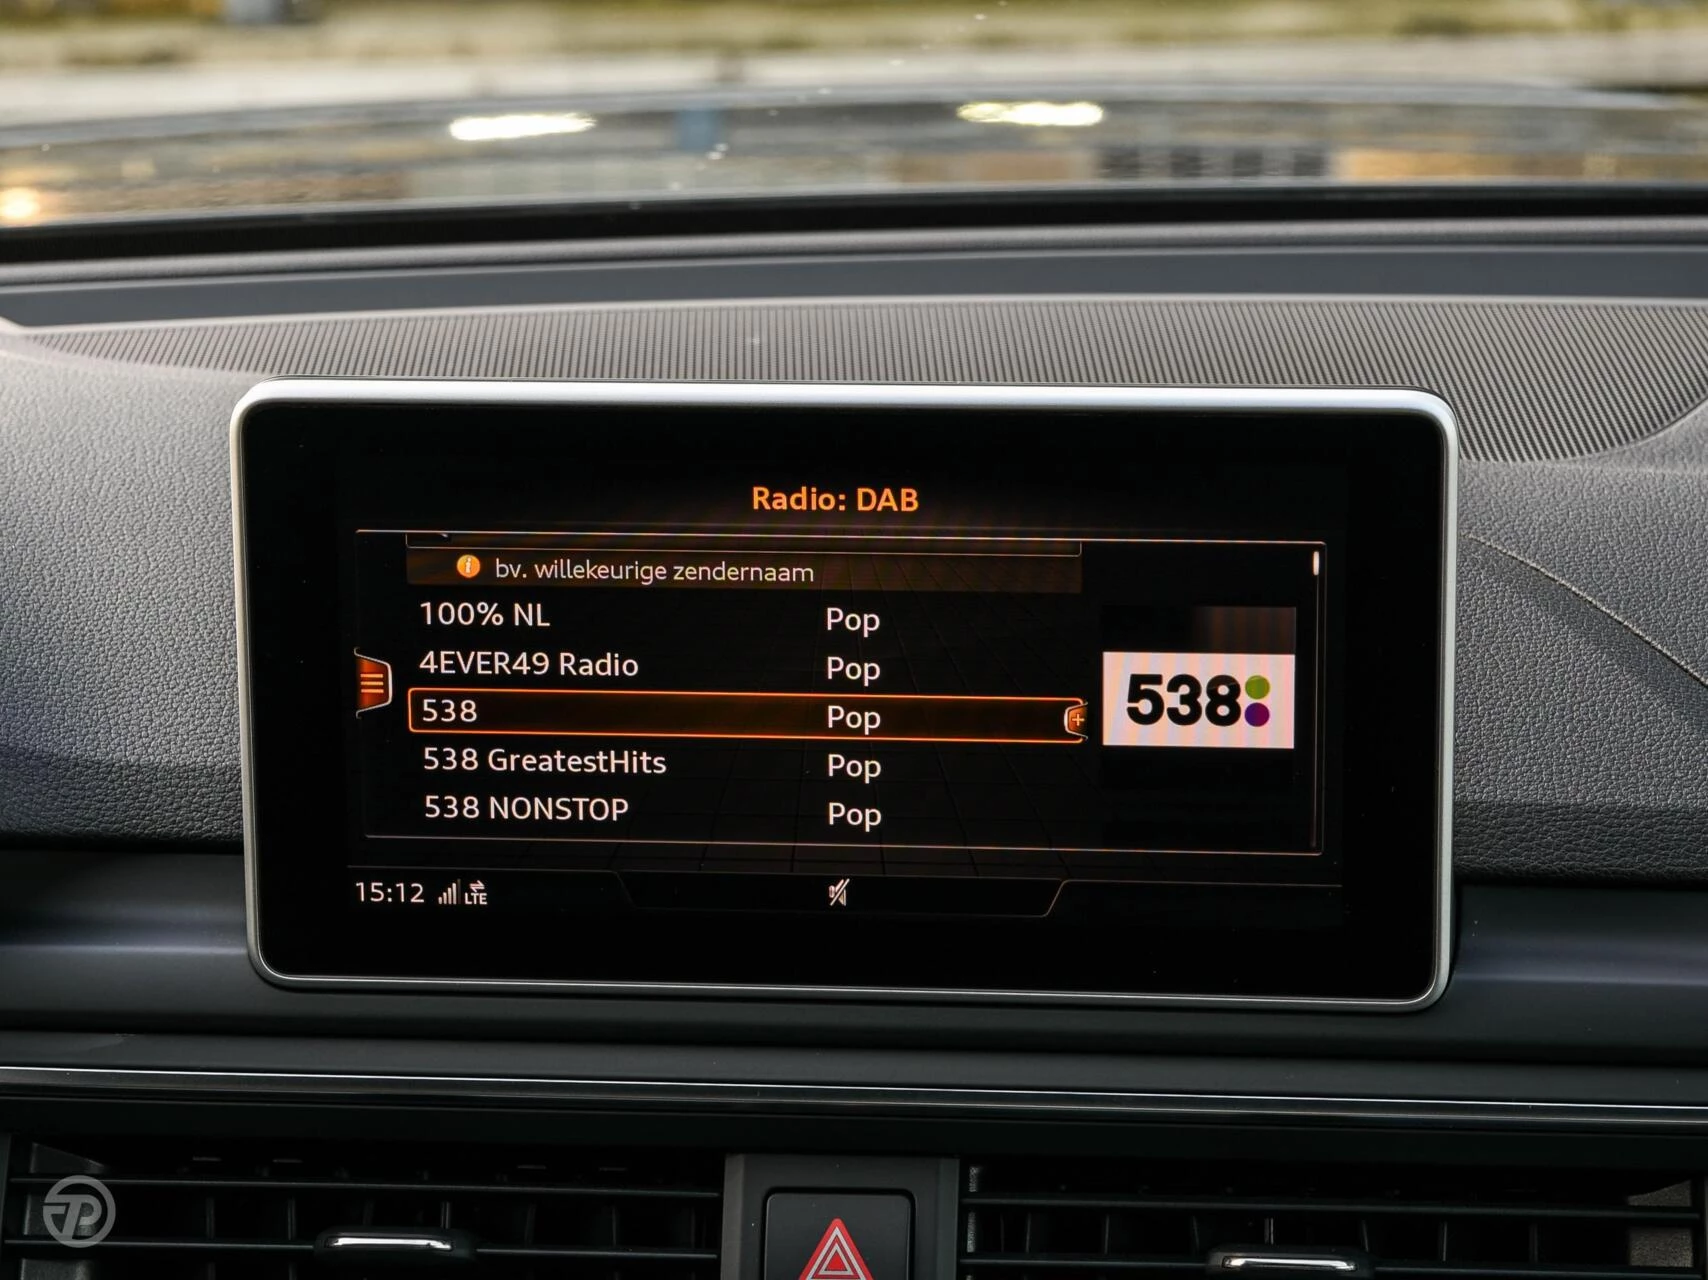 Radio: DAB
bv. willekeurige zendernaam
100% NL Pop
4EVER49 Radio Pop
538 Pop
538
538 GreatestHits Pop
538 NONSTOP Pop
15:12 LTE